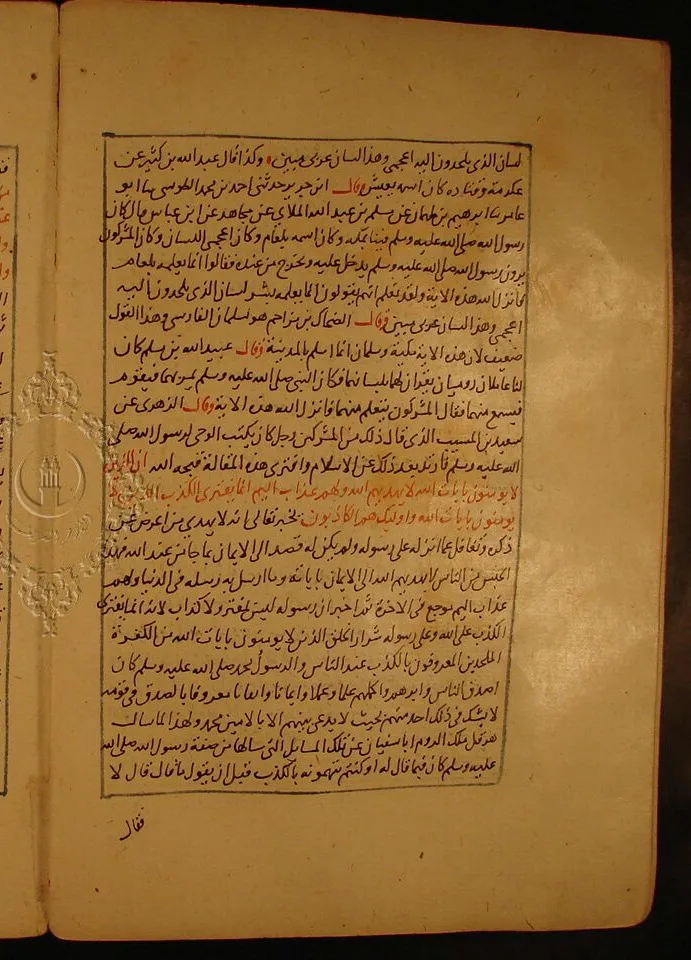 لسان الذي يلحدون اليه اعجمي وهذا لسان عربي مبين وكذا قال عبد الله بن كثير عن
عكرمة وقتادة كان اسمه يعيش وقال ابن جرير حدثني احمد بن محمد الطوسي ثنا ابو
عامر ثنا ابرهيم بن طهمان عن مسلم بن عبد الله الملاي عن مجاهد عن ابن عباس قال كان
رسول الله صلى الله عليه وسلم قينا بمكة وكان اسمه بلعام وكان اعجمي اللسان وكان المشركون
يرون رسول الله صلى الله عليه وسلم يدخل عليه ويخرج من عنده فقالوا انما يعلمه بلعام
فانزل الله هذه الاية ولقد نعلم انهم يقولون انما يعلمه بشر لسان الذي يلحدون اليه
اعجمي وهذا لسان عربي مبين وقال الضحاك بن مزاحم هو سلمان الفارسي وهذا القول
ضعيف لان هذه الاية مكية وسلمان انما اسلم بالمدينة وقال عبيد الله بن مسلم كان
لنا غلامان روميان يقران كتابا لهما بلسانهما فكان النبي صلى الله عليه وسلم يمر بهما فيقوم
فيسمع منهما فقال المشركون يتعلم منهما فانزل الله هذه الاية وقال الزهري عن
سعيد بن المسيب الذي قال ذلك من المشركين رجل كان يكتب الوحي لرسول الله صلى
الله عليه وسلم فارتد بعد ذلك عن الاسلام وافترى هذه المقالة قبحه الله ان الذين
لا يومنون بايات الله لا يهديهم الله ولهم عذاب اليم انما يفتري الكذب الذين لا
يومنون بايات الله واوليك هم الكاذبون يخبر تعالى انه لا يهدي من اعرض عن
ذكره وتغافل عما انزله على رسوله ولم يكن له قصد الى الايمان بما جا من عند الله فهذا
الجنس من الناس لا يهديهم الله الى الايمان باياته وما ارسل به رسله في الدنيا ولهم
عذاب اليم موجع في الاخرة ثم اخبر ان رسوله ليس بمفتر ولا كذاب لانه انما يفتري
الكذب على الله وعلى رسوله شرار الخلق الذين لا يومنون بايات الله من الكفرة
الملحدين المعروفون بالكذب عند الناس والرسول محمد صلى الله عليه وسلم كان
اصدق الناس وابرهم واكملهم علما وعملا وايمانا وايقانا معروفا بالصدق في قومه
لا يشك في ذلك احد منهم بحيث لا يدعى بينهم الا بالامين محمد ولهذا لما سال
هرقل ملك الروم ابا سفيان عن تلك المسايل التي سالها من صفة رسول الله صلى الله
عليه وسلم كان فيما قال له او كنتم تتهمونه بالكذب قبل ان يقول ما قال قال لا
فقال